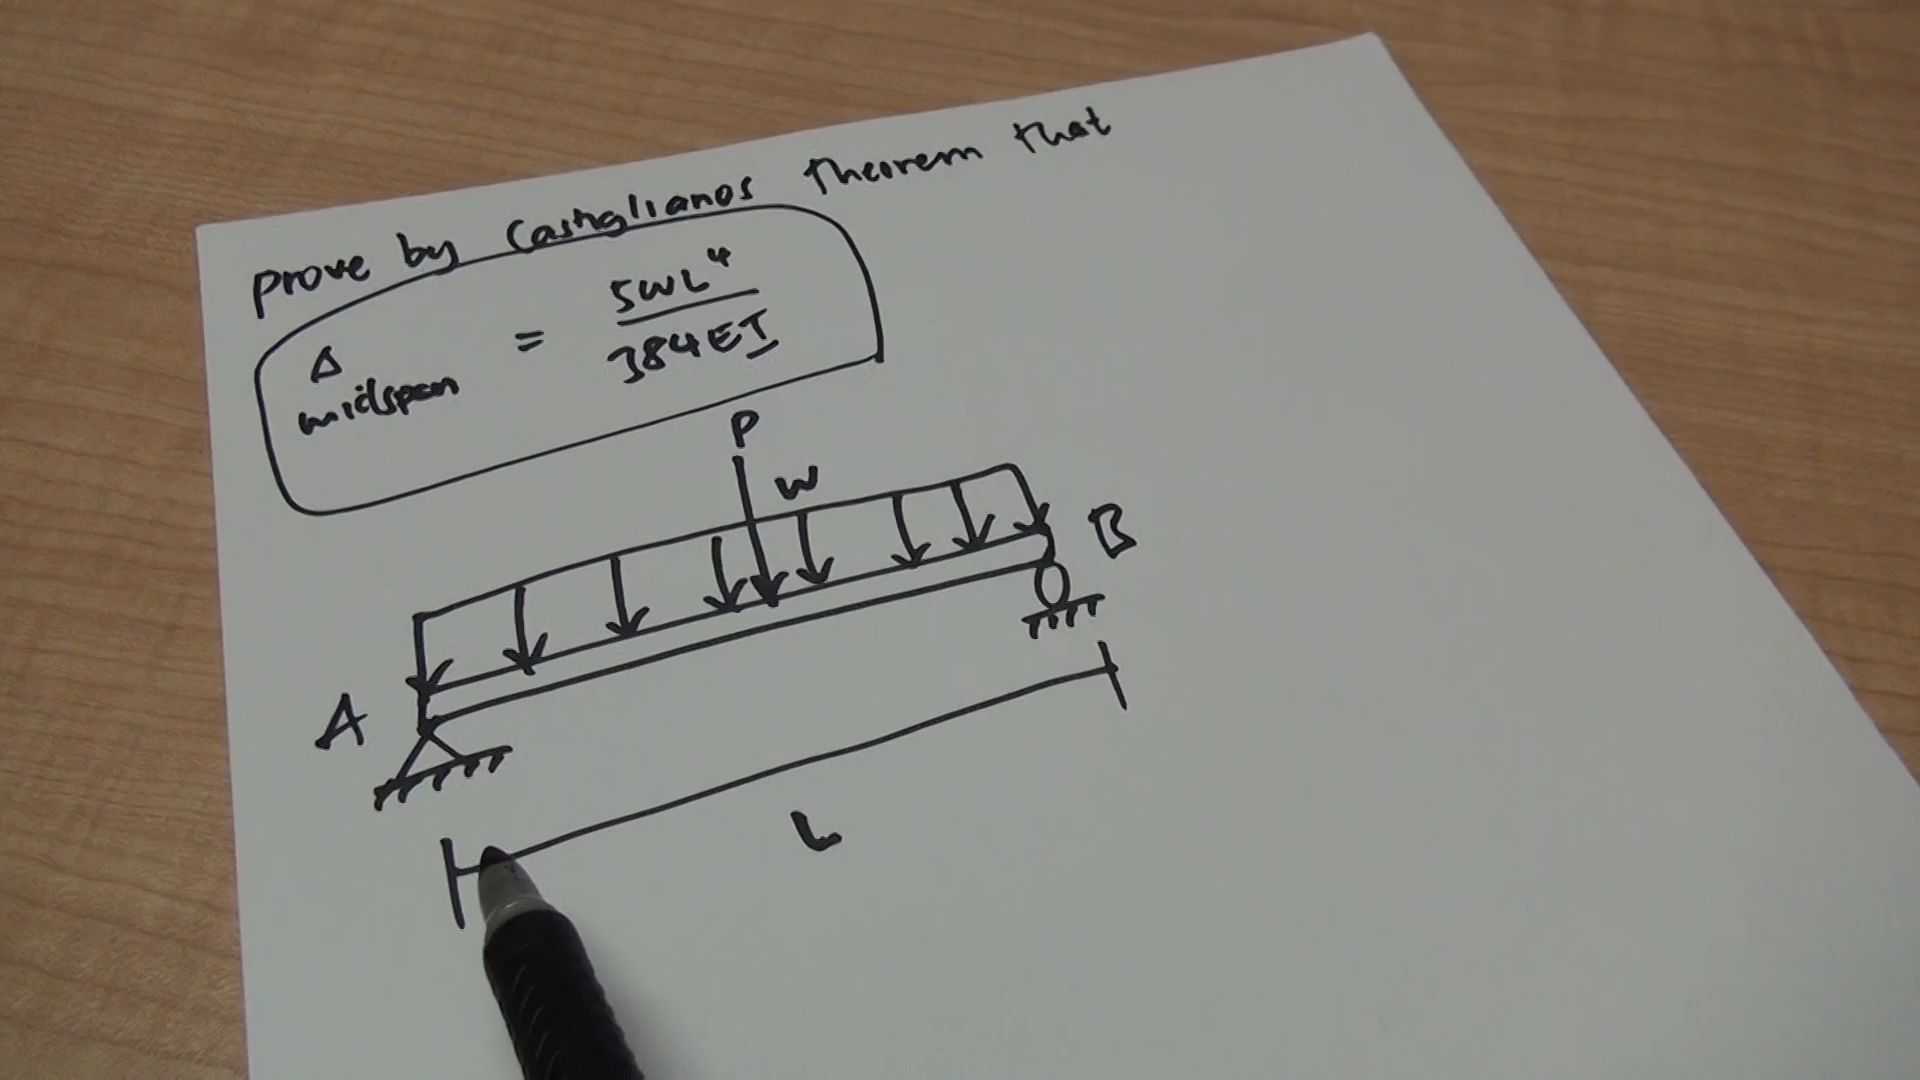 prove by Castiglianos Theorem that
Δ midspan = 5WL⁴ / 384EI
P
W
B
A
L